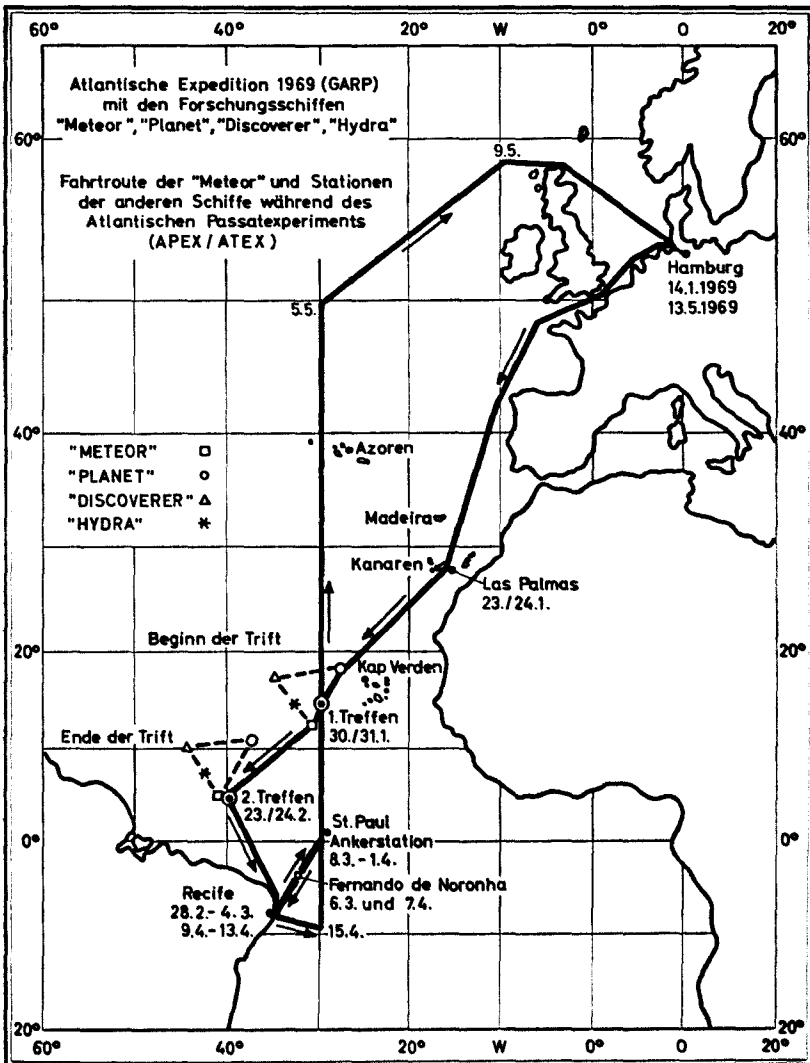 60° 40° 20° W 0° O 20°
Atlantische Expedition 1969 (GARP)
mit den Forschungsschiffen
"Meteor", "Planet", "Discoverer", "Hydra"
60° 60°
9.5.
Fahrtroute der "Meteor" und Stationen
der anderen Schiffe während des
Atlantischen Passatexperiments
(APEX / ATEX)
Hamburg
14.1.1969
13.5.1969
5.5.
40° 40°
"METEOR"
"PLANET"
"DISCOVERER"
"HYDRA"
Azoren
Madeira
Kanaren
Las Palmas
23./24.1.
Beginn der Trift
20° 20°
Kap Verden
1. Treffen
30./31.1.
Ende der Trift
2. Treffen
23./24.2.
0° 0°
St. Paul
Ankerstation
8.3.-1.4.
Fernando de Noronha
6.3. und 7.4.
Recife
28.2.-4.3.
9.4.-13.4.
15.4.
20° 20°
60° 40° 20° W 0° O 20°